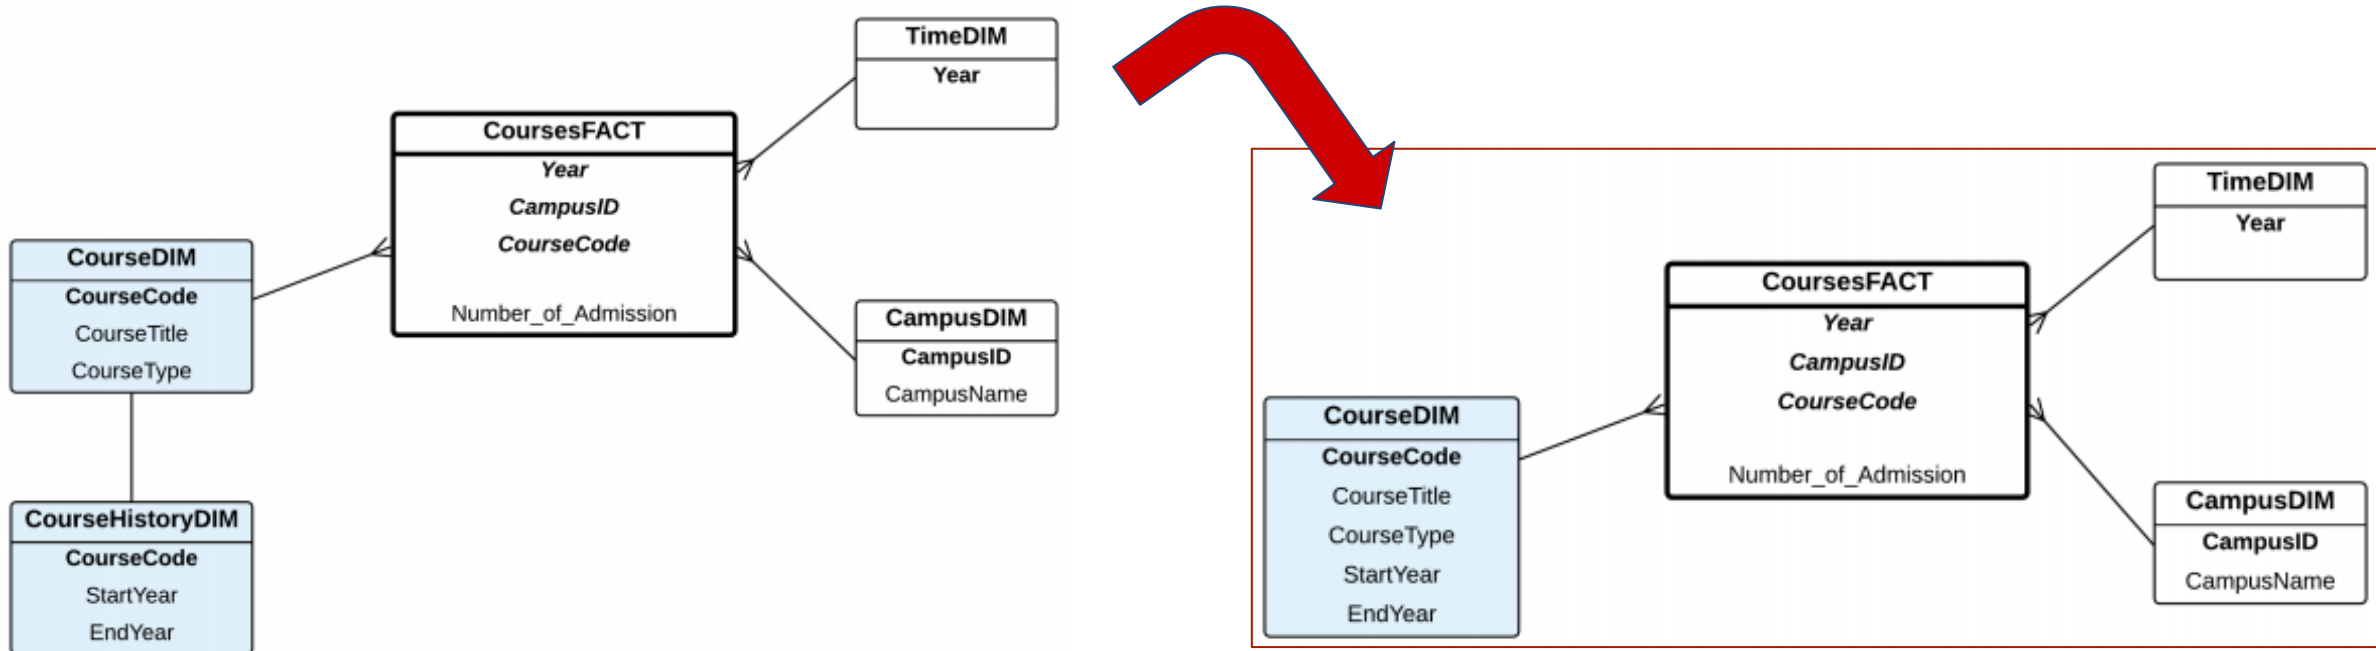 TimeDIM
Year
CoursesFACT
Year
CampusID
CourseCode
Number_of_Admission
CourseDIM
CourseCode
CourseTitle
CourseType
CampusDIM
CampusID
CampusName
CourseHistoryDIM
CourseCode
StartYear
EndYear
TimeDIM
Year
CoursesFACT
Year
CampusID
CourseCode
Number_of_Admission
CourseDIM
CourseCode
CourseTitle
CourseType
StartYear
EndYear
CampusDIM
CampusID
CampusName